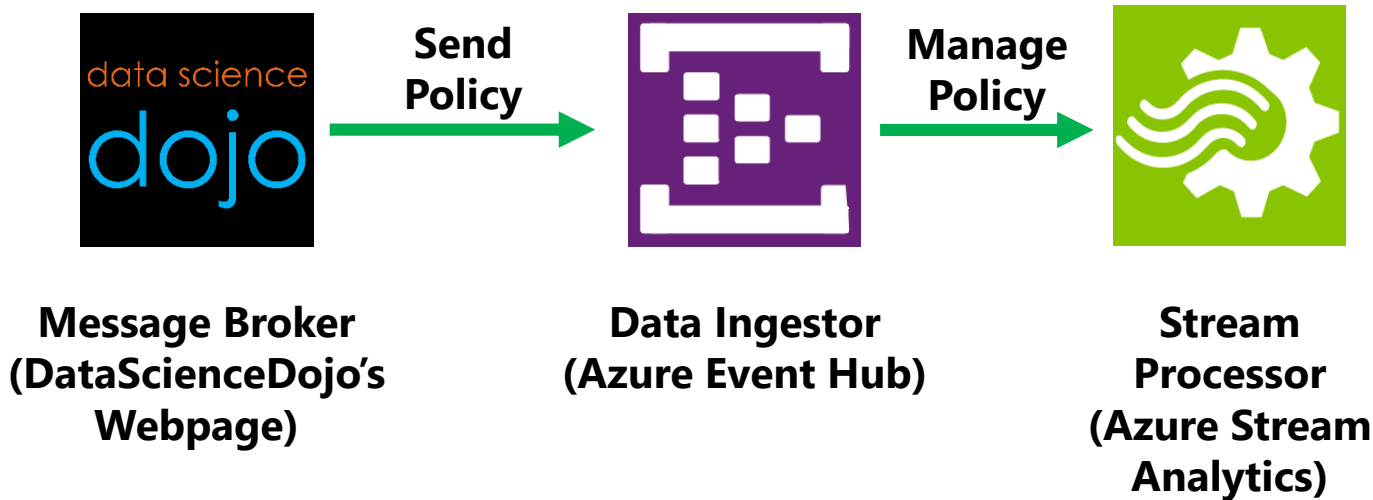 data science
dojo
Send
Policy
Manage
Policy
Message Broker
(DataScienceDojo’s
Webpage)
Data Ingestor
(Azure Event Hub)
Stream
Processor
(Azure Stream
Analytics)